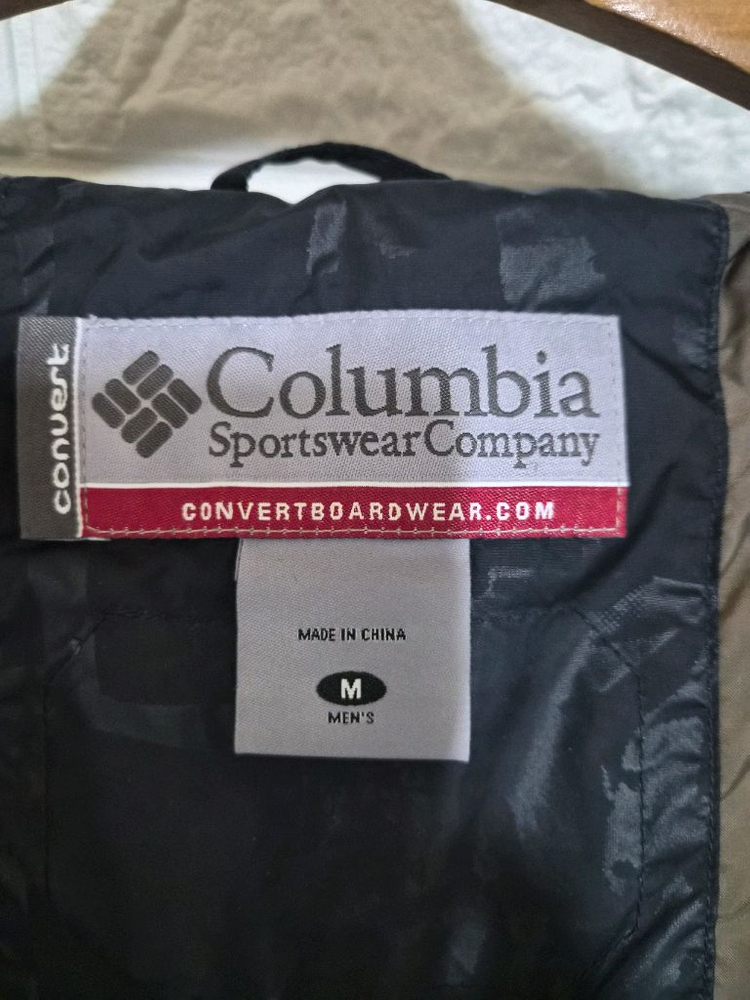 convert
Columbia
Sportswear Company
CONVERTBOARDWEAR.COM
MADE IN CHINA
M
MEN'S